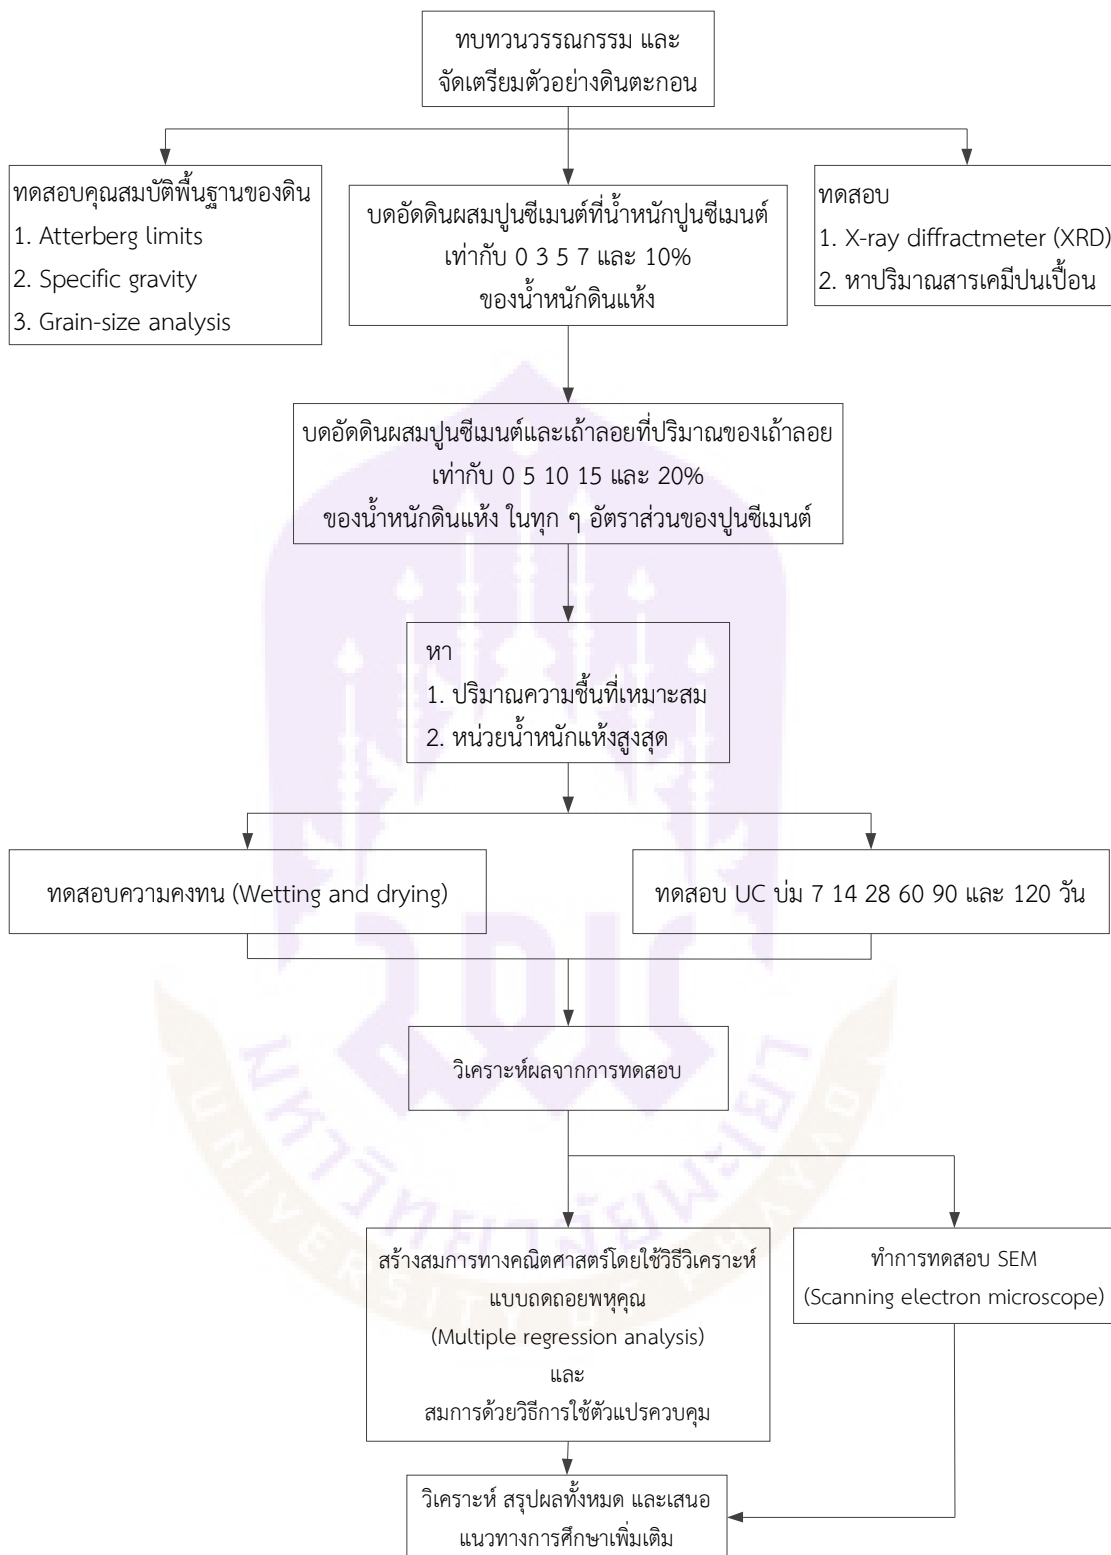 ทบทวนวรรณกรรม และ
จัดเตรียมตัวอย่างดินตะกอน
ทดสอบคุณสมบัติพื้นฐานของดิน
1. Atterberg limits
2. Specific gravity
3. Grain-size analysis
บดอัดดินผสมปูนซีเมนต์ที่น้ำหนักปูนซีเมนต์
เท่ากับ 0 3 5 7 และ 10%
ของน้ำหนักดินแห้ง
ทดสอบ
1. X-ray diffractmeter (XRD)
2. หาปริมาณสารเคมีปนเปื้อน
บดอัดดินผสมปูนซีเมนต์และเถ้าลอยที่ปริมาณของเถ้าลอย
เท่ากับ 0 5 10 15 และ 20%
ของน้ำหนักดินแห้ง ในทุก ๆ อัตราส่วนของปูนซีเมนต์
หา
1. ปริมาณความชื้นที่เหมาะสม
2. หน่วยน้ำหนักแห้งสูงสุด
ทดสอบความคงทน (Wetting and drying)
ทดสอบ UC บ่ม 7 14 28 60 90 และ 120 วัน
วิเคราะห์ผลจากการทดสอบ
สร้างสมการทางคณิตศาสตร์โดยใช้วิธีวิเคราะห์
แบบถดถอยพหุคูณ
(Multiple regression analysis)
และ
สมการด้วยวิธีการใช้ตัวแปรควบคุม
ทำการทดสอบ SEM
(Scanning electron microscope)
วิเคราะห์ สรุปผลทั้งหมด และเสนอ
แนวทางการศึกษาเพิ่มเติม
มหาวิทยาลัยพะเยา
UNIVERSITY OF PHAYAO